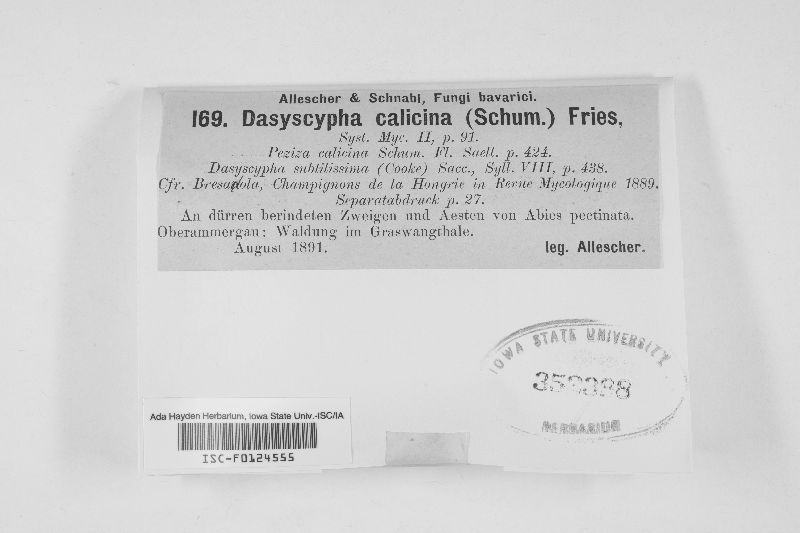 Allescher & Schnabl, Fungi bavarici.
169. Dasyscypha calicina (Schum.) Fries,
Syst. Myc. II, p. 91.
Peziza calicina Schum. Fl. Saell. p. 424.
Dasyscypha subtilissima (Cooke) Sacc., Syll. VIII, p. 438.
Cfr. Bresadola, Champignons de la Hongrie in Revue Mycologique 1889.
Separatabdruck p. 27.
An dürren berindeten Zweigen und Aesten von Abies pectinata.
Oberammergau: Waldung im Graswangthale.
August 1891. leg. Allescher.
IOWA STATE UNIVERSITY
358388
HERBARIUM
Ada Hayden Herbarium, Iowa State Univ.-ISC/IA
ISC-F0124555